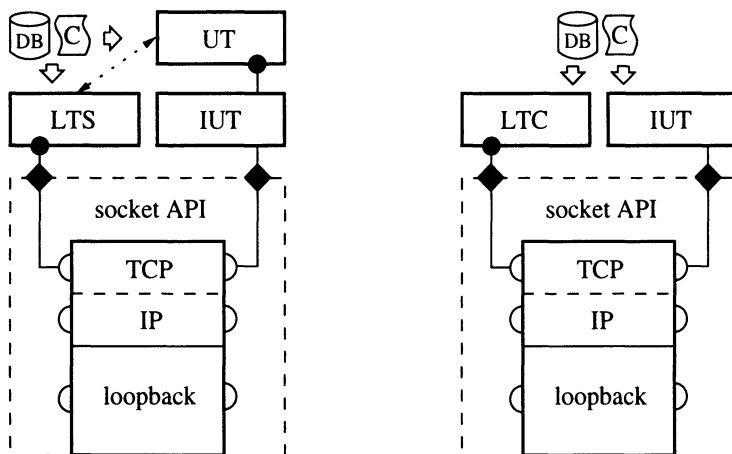 DB C UT
LTS IUT
socket API
TCP
IP
loopback
DB C
LTC IUT
socket API
TCP
IP
loopback